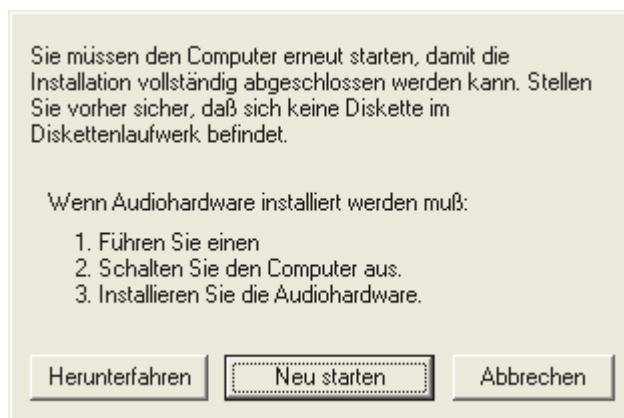 Sie müssen den Computer erneut starten, damit die
Installation vollständig abgeschlossen werden kann. Stellen
Sie vorher sicher, daß sich keine Diskette im
Diskettenlaufwerk befindet.
Wenn Audiohardware installiert werden muß:
1. Führen Sie einen
2. Schalten Sie den Computer aus.
3. Installieren Sie die Audiohardware.
Herunterfahren Neu starten Abbrechen